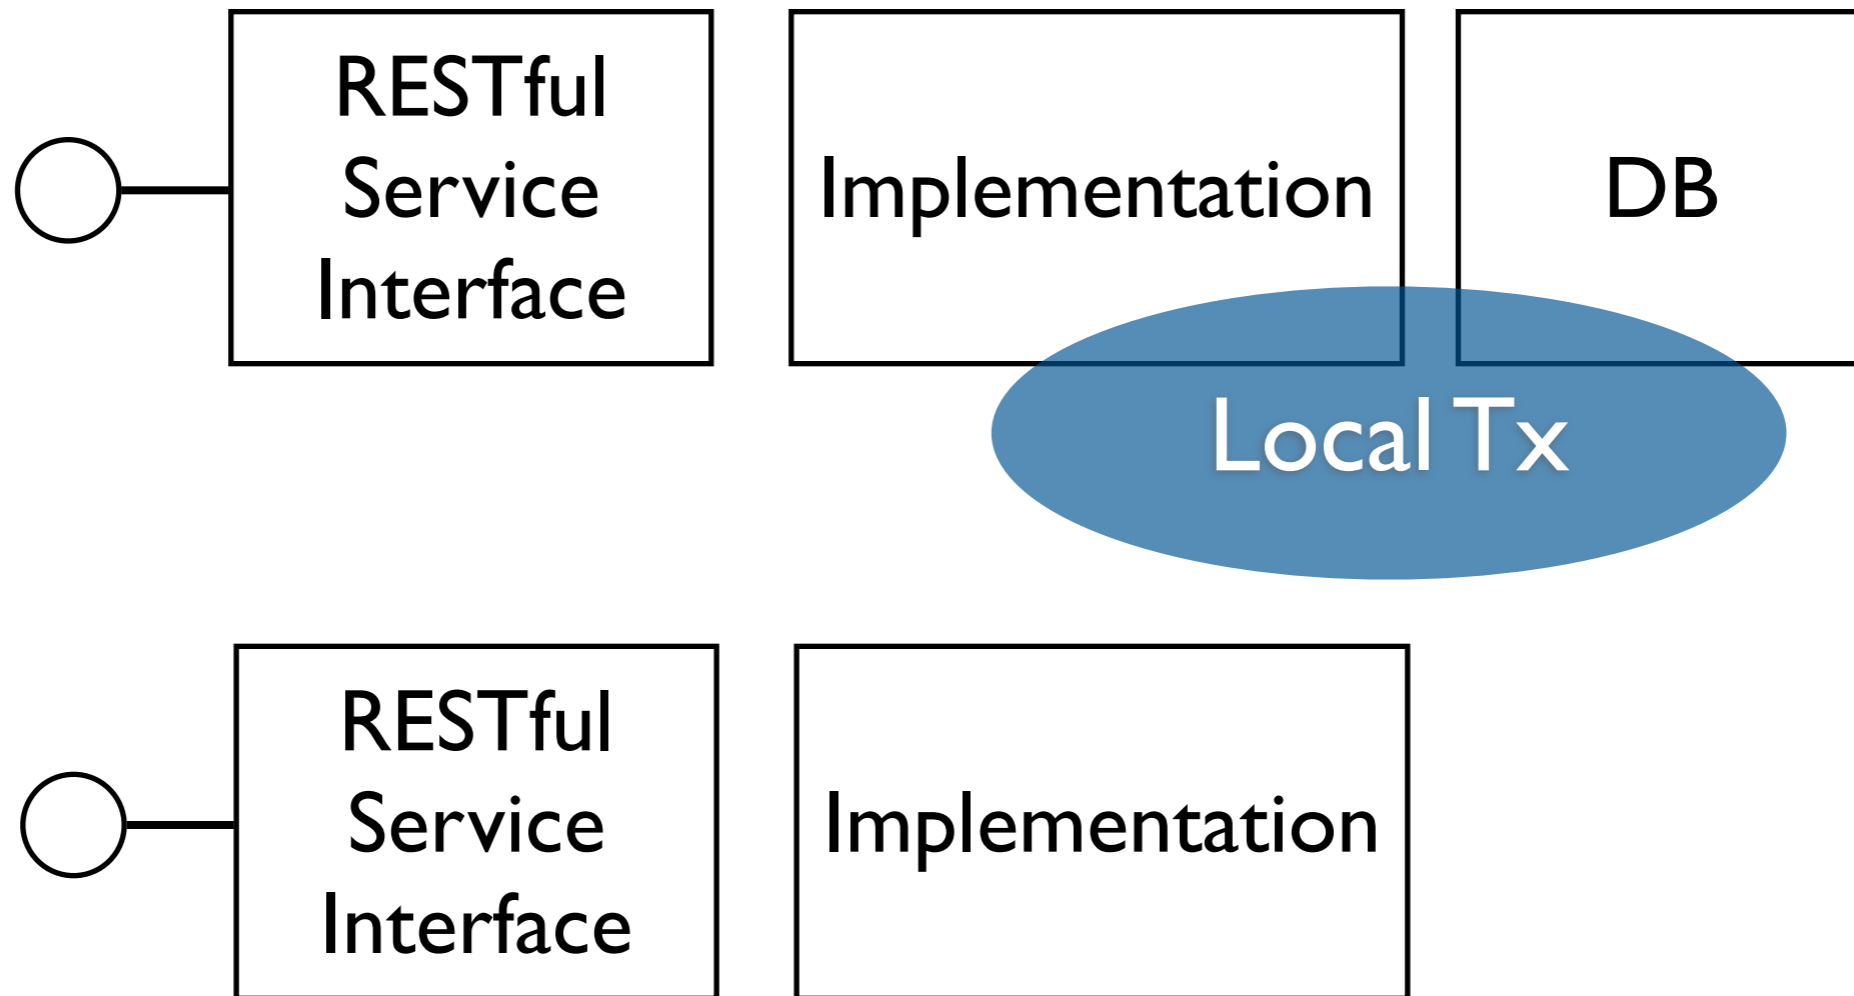 RESTful
Service
Interface
Implementation
DB
Local Tx
RESTful
Service
Interface
Implementation